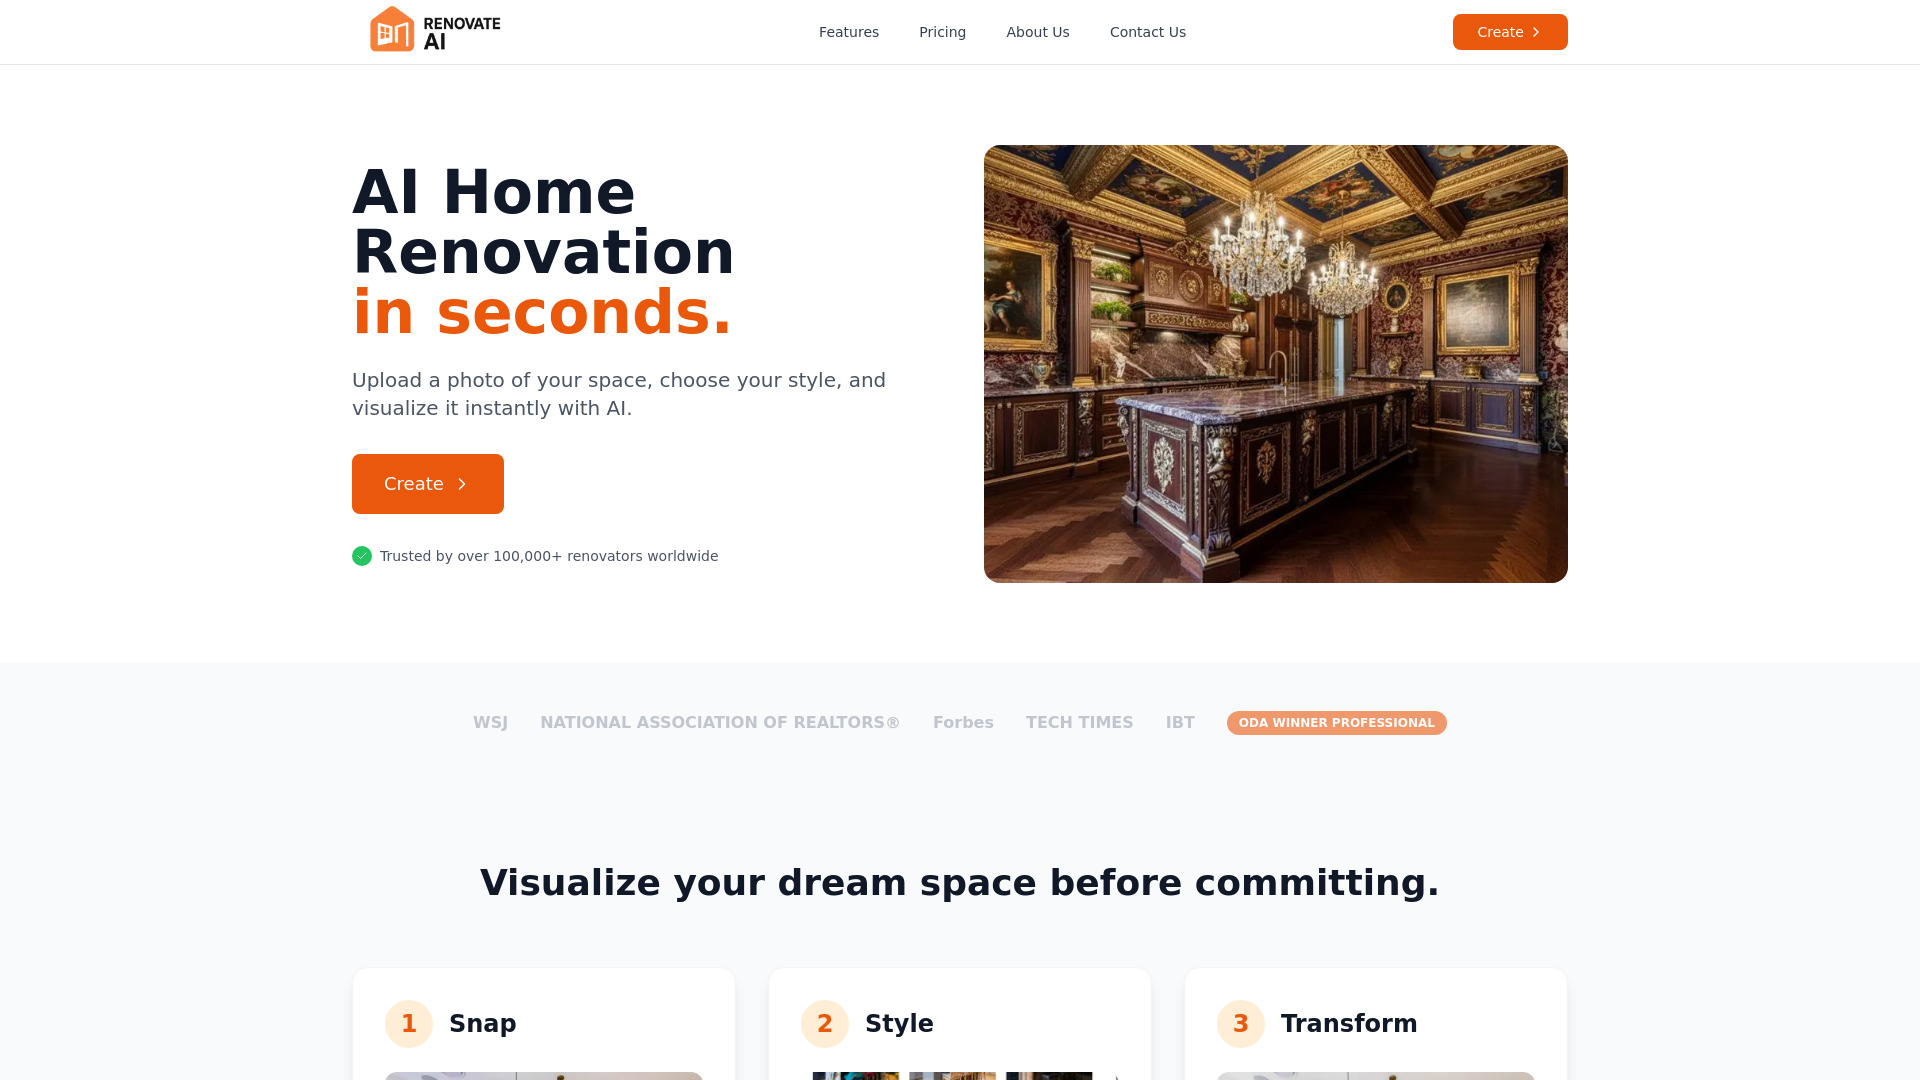 RENOVATE
AI
Features
Pricing
About Us
Contact Us
Create
AI Home
Renovation
in seconds.
Upload a photo of your space, choose your style, and
visualize it instantly with AI.
Create
Trusted by over 100,000+ renovators worldwide
WSJ
NATIONAL ASSOCIATION OF REALTORS®
Forbes
TECH TIMES
IBT
ODA WINNER PROFESSIONAL
Visualize your dream space before committing.
1 Snap
2 Style
3 Transform